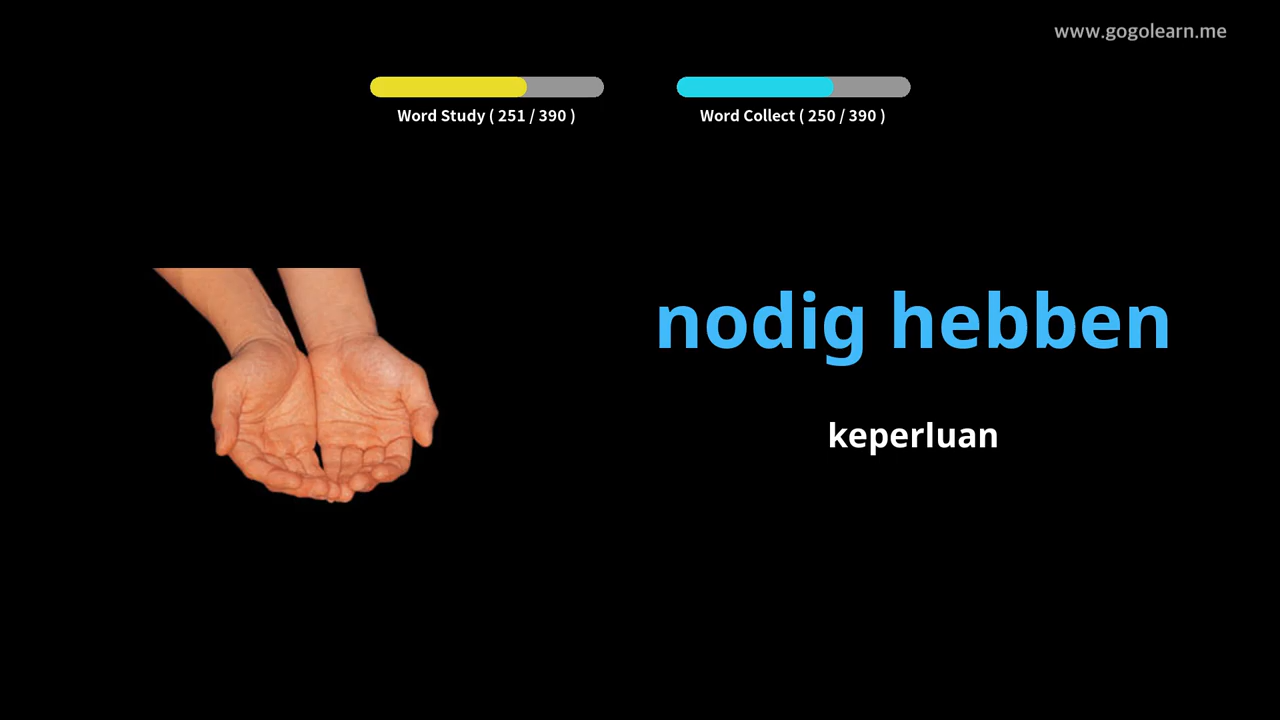 www.gogolearn.me
Word Study ( 251 / 390 )
Word Collect ( 250 / 390 )
nodig hebben
keperluan